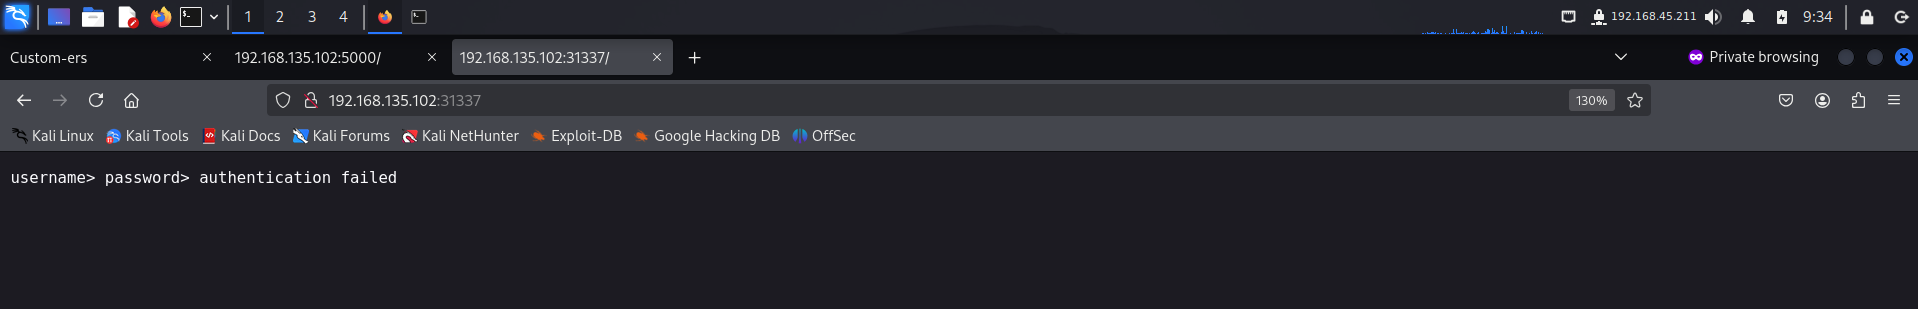 1 2 3 4 192.168.45.211 9:34
Custom-ers 192.168.135.102:5000/ 192.168.135.102:31337/ Private browsing
192.168.135.102:31337 130%
Kali Linux Kali Tools Kali Docs Kali Forums Kali NetHunter Exploit-DB Google Hacking DB OffSec
username> password> authentication failed